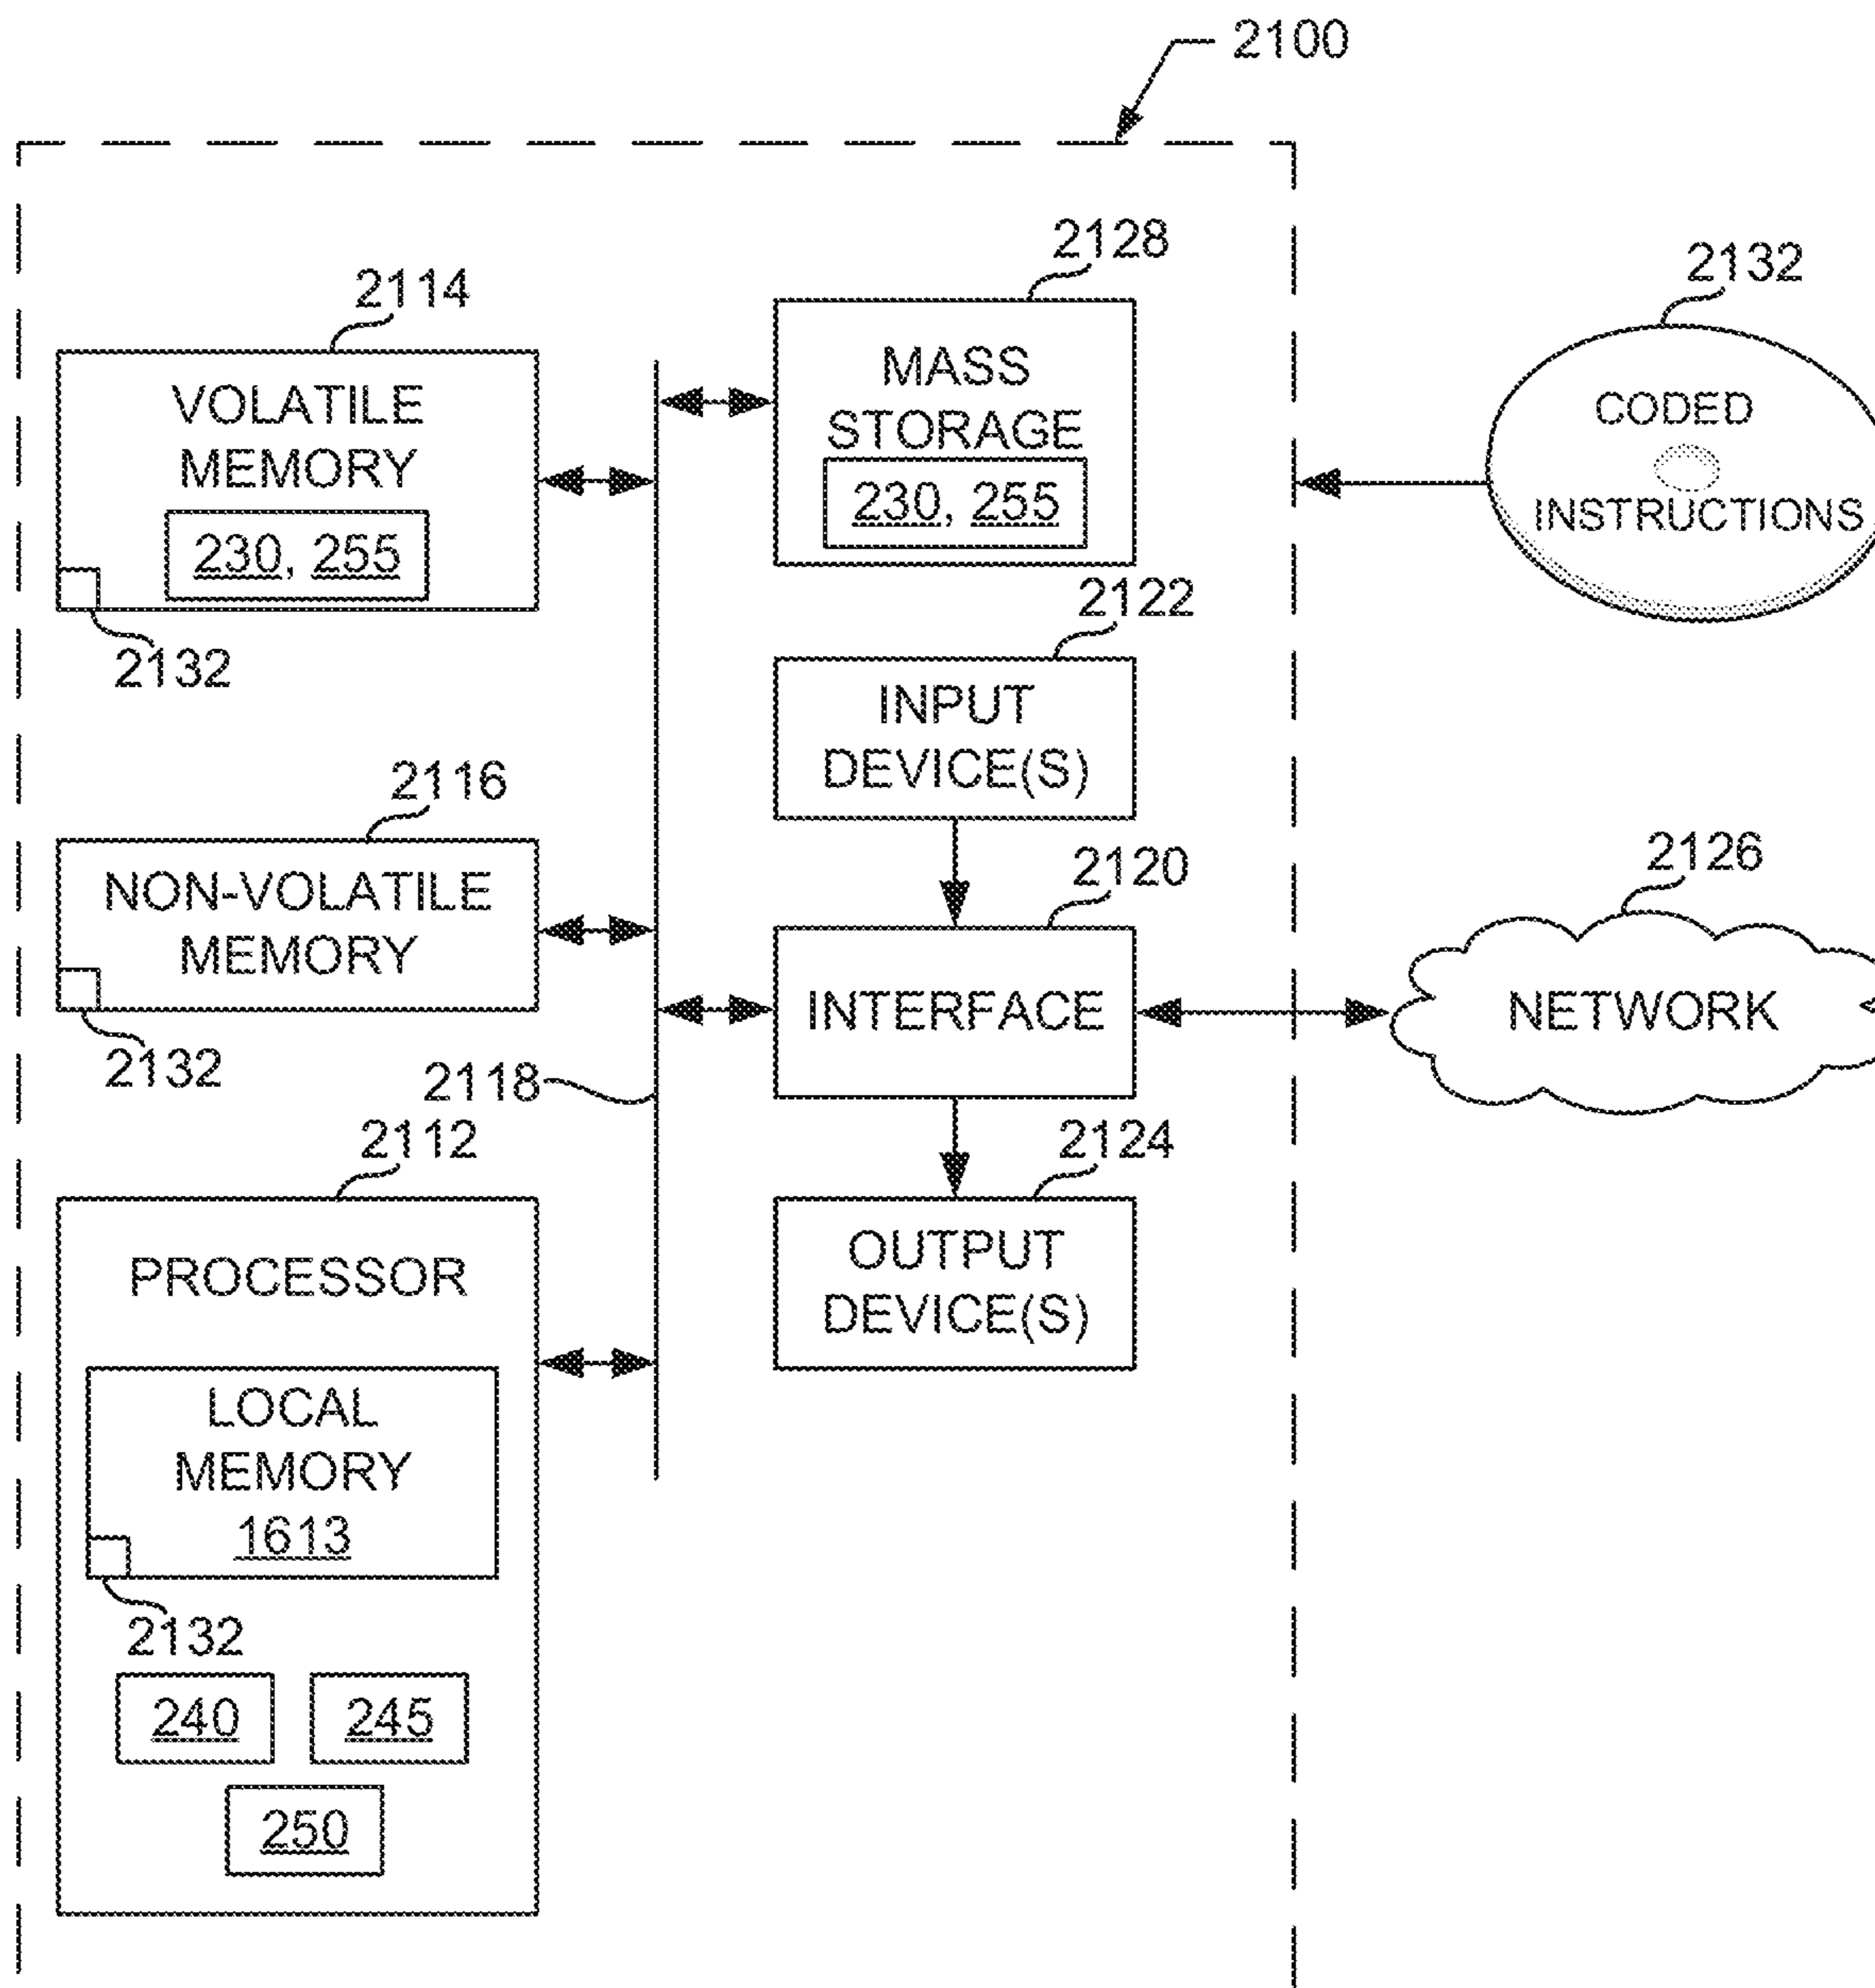 2100
2128
2114
2132
VOLATILE
MEMORY
230, 255
2132
MASS
STORAGE
230, 255
CODED
INSTRUCTIONS
2122
INPUT
DEVICE(S)
2116
NON-VOLATILE
MEMORY
2132
2120
INTERFACE
2126
NETWORK
2118
2112
PROCESSOR
LOCAL
MEMORY
1613
2132
240
245
250
2124
OUTPUT
DEVICE(S)